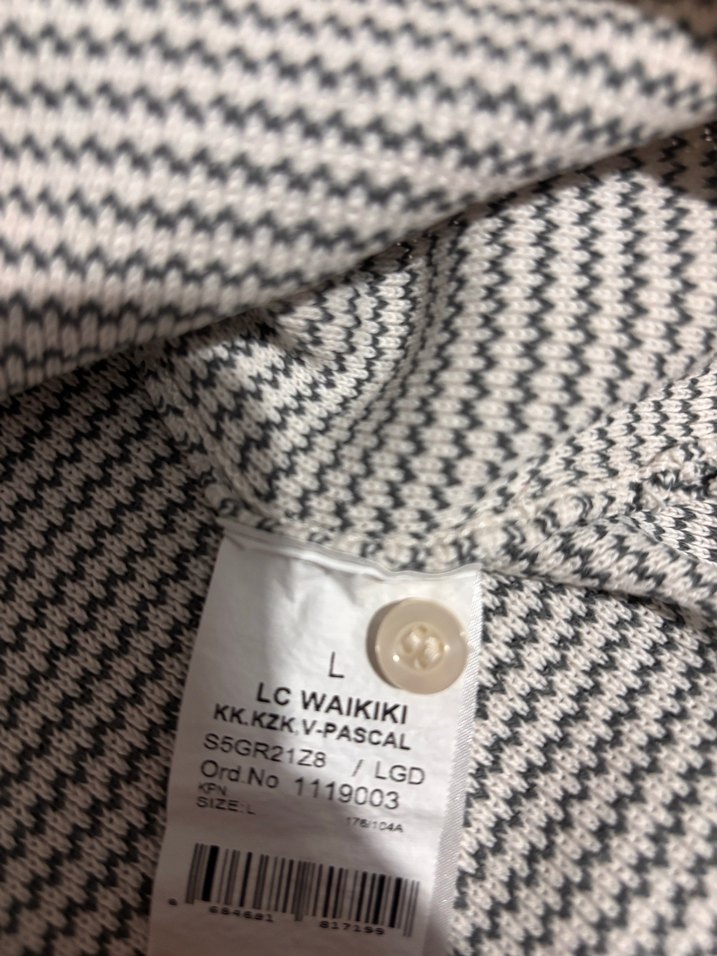 L
LC WAIKIKI
KK.KZK.V-PASCAL
S5GR21Z8 / LGD
Ord.No 1119003
KPN
SIZE:L
176/104A